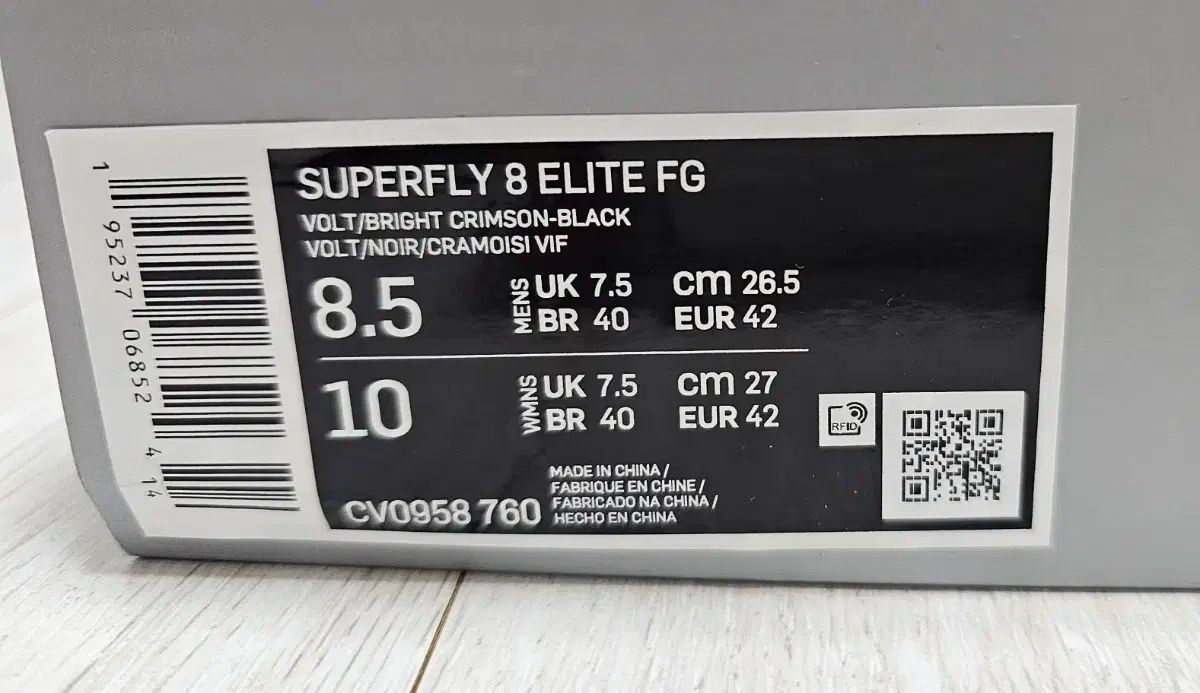 SUPERFLY 8 ELITE FG
VOLT/BRIGHT CRIMSON-BLACK
VOLT/NOIR/CRAMOISI VIF
8.5
MENS
UK 7.5 cm 26.5
BR 40 EUR 42
10
WMNS
UK 7.5 cm 27
BR 40 EUR 42
RFID
CV0958 760
MADE IN CHINA /
FABRIQUE EN CHINE /
FABRICADO NA CHINA /
HECHO EN CHINA
1 95237 06852 4 14